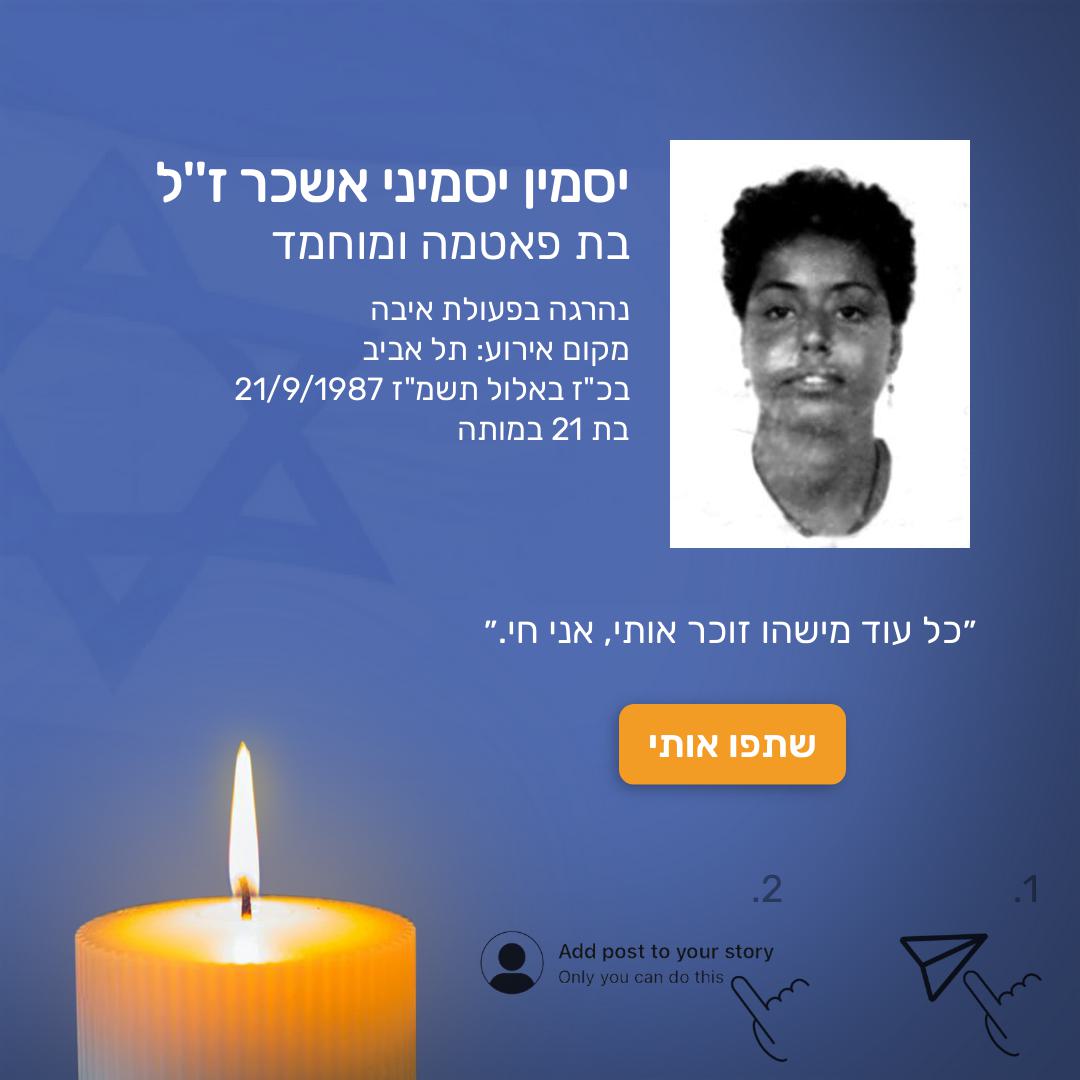 יסמין יסמיני אשכר ז"ל
בת פאטמה ומוחמד
נהרגה בפעולת איבה
מקום אירוע: תל אביב
בכ"ז באלול תשמ"ז 21/9/1987
בת 21 במותה
״כל עוד מישהו זוכר אותי, אני חי.״
שתפו אותי
1.
2.
Add post to your story
Only you can do this